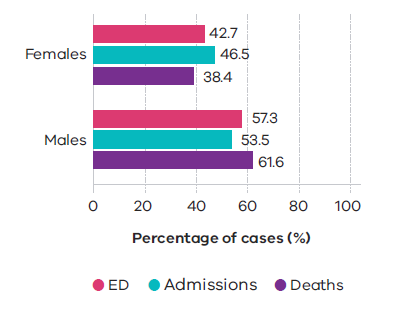 42.7
Females 46.5
38.4
57.3
Males 53.5
61.6
0 20 40 60 80 100
Percentage of cases (%)
ED Admissions Deaths